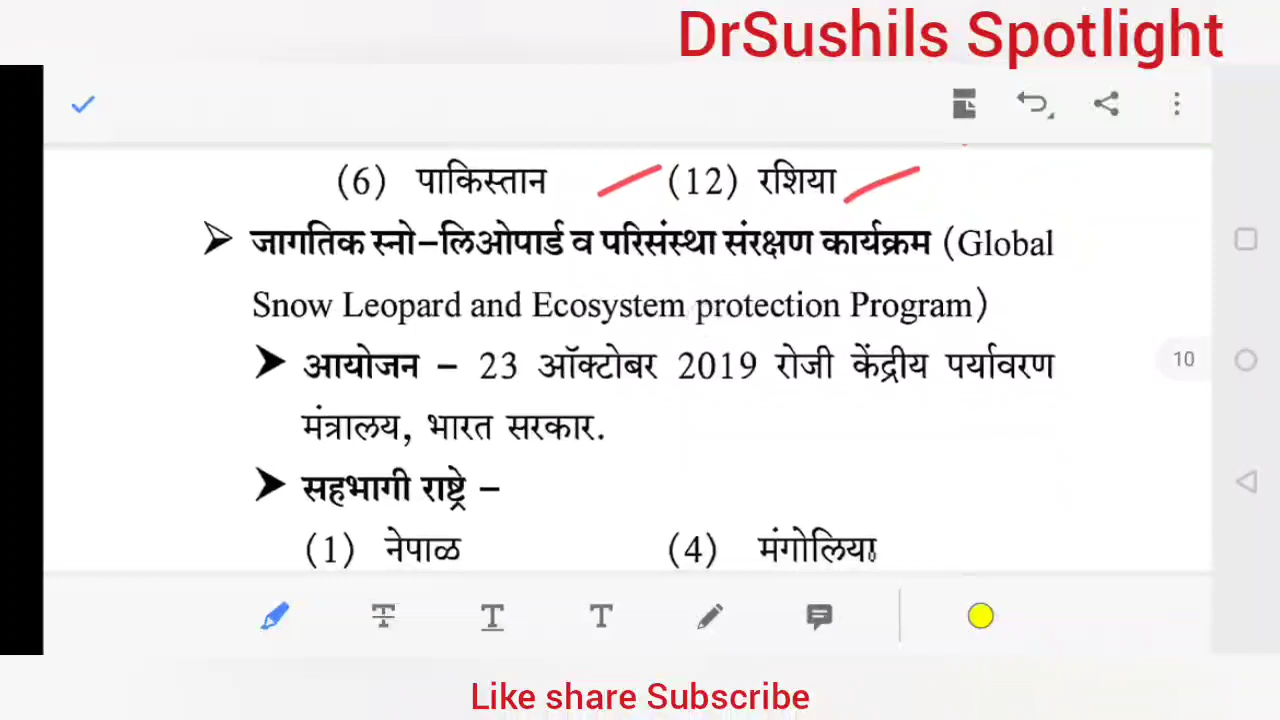 DrSushils Spotlight
(6) पाकिस्तान (12) रशिया
➢ जागतिक स्नो-लिओपार्ड व परिसंस्था संरक्षण कार्यक्रम (Global
Snow Leopard and Ecosystem protection Program)
➤ आयोजन – 23 ऑक्टोबर 2019 रोजी केंद्रीय पर्यावरण
10
मंत्रालय, भारत सरकार.
➤ सहभागी राष्ट्रे –
(1) नेपाळ (4) मंगोलिया
T T T
Like share Subscribe